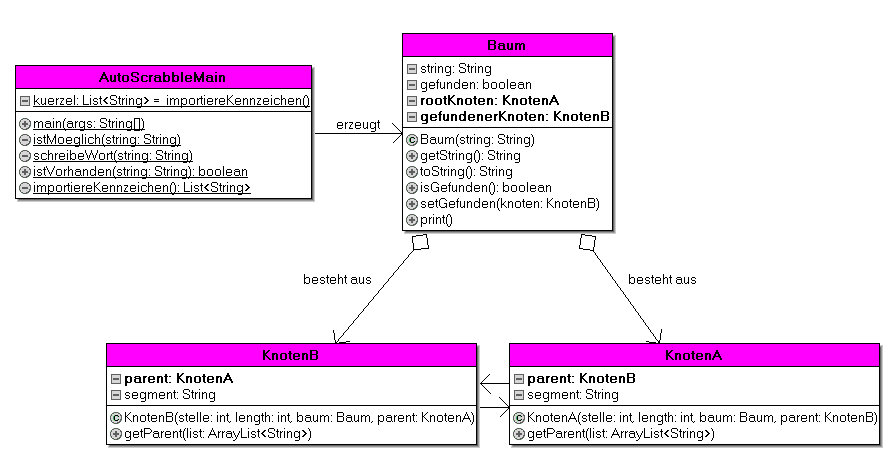 AutoScrabbleMain
kuerzel: List<String> = importiereKennzeichen()
main(args: String[])
istMoeglich(string: String)
schreibeWort(string: String)
istVorhanden(string: String): boolean
importiereKennzeichen(): List<String>
erzeugt
Baum
string: String
gefunden: boolean
rootKnoten: KnotenA
gefundenerKnoten: KnotenB
Baum(string: String)
getString(): String
toString(): String
isGefunden(): boolean
setGefunden(knoten: KnotenB)
print()
besteht aus
besteht aus
KnotenB
parent: KnotenA
segment: String
KnotenB(stelle: int, length: int, baum: Baum, parent: KnotenA)
getParent(list: ArrayList<String>)
KnotenA
parent: KnotenB
segment: String
KnotenA(stelle: int, length: int, baum: Baum, parent: KnotenB)
getParent(list: ArrayList<String>)